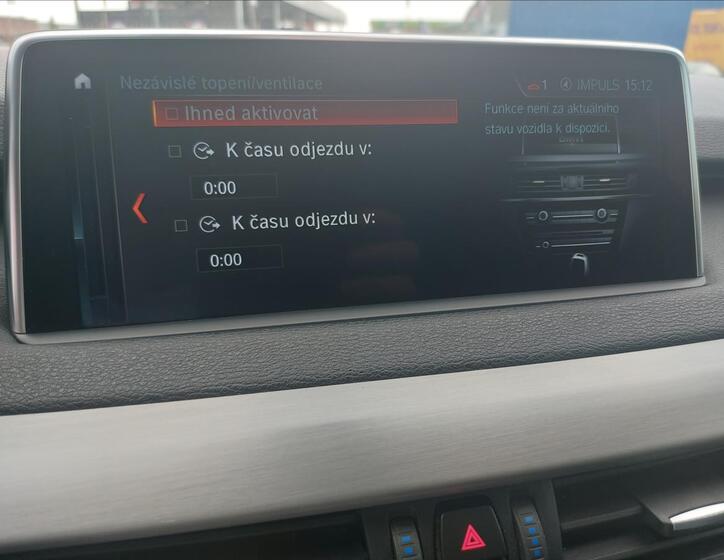 Nezávislé topení/ventilace
1 IMPULS 15:12
Ihned aktivovat
Funkce není za aktuálního
stavu vozidla k dispozici.
K času odjezdu v:
0:00
K času odjezdu v:
0:00